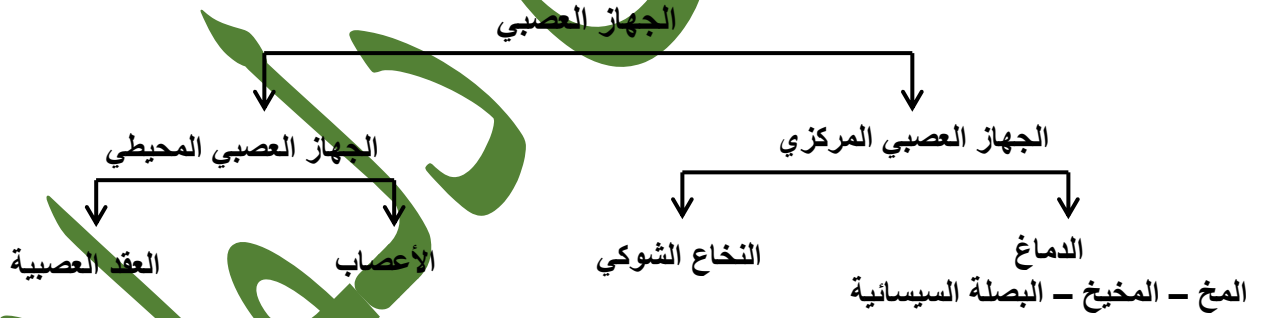 الجهاز العصبي
الجهاز العصبي المركزي
الجهاز العصبي المحيطي
الدماغ
المخ – المخيخ – البصلة السيسائية
النخاع الشوكي
الأعصاب
العقد العصبية